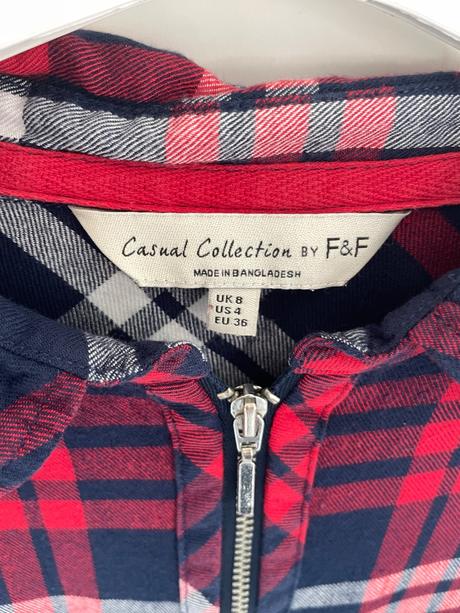 Casual Collection BY F&F
MADE IN BANGLADESH
UK 8
US 4
EU 36